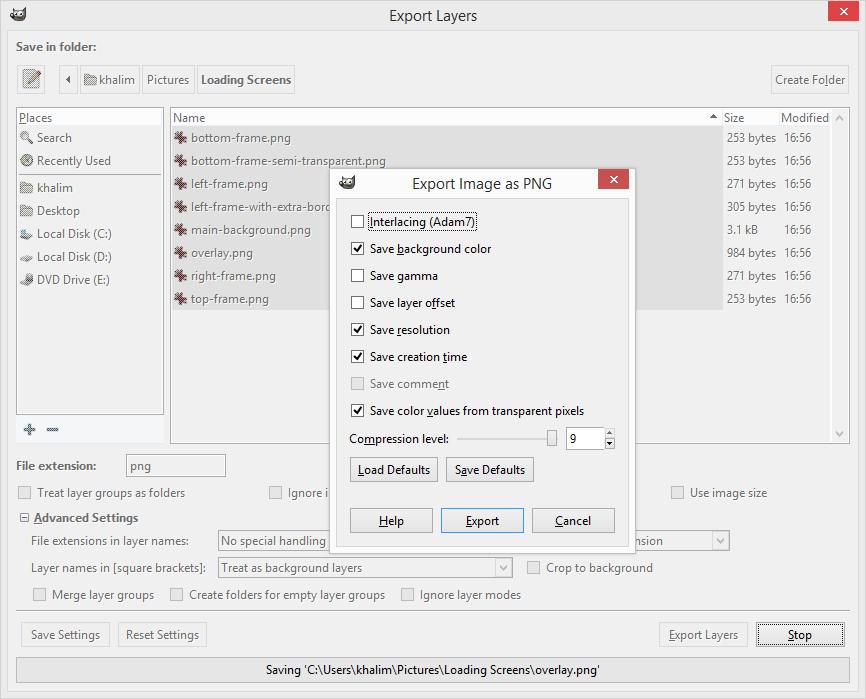 Export Layers
Save in folder:
khalim Pictures Loading Screens Create Folder
Places Name Size Modified
Search bottom-frame.png 253 bytes 16:56
Recently Used bottom-frame-semi-transparent.png 253 bytes 16:56
khalim left-frame.png 271 bytes 16:56
Desktop left-frame-with-extra-bord 305 bytes 16:56
Local Disk (C:) main-background.png 3.1 kB 16:56
Local Disk (D:) overlay.png 984 bytes 16:56
DVD Drive (E:) right-frame.png 271 bytes 16:56
top-frame.png 253 bytes 16:56
Export Image as PNG
Interlacing (Adam7)
Save background color
Save gamma
Save layer offset
Save resolution
Save creation time
Save comment
Save color values from transparent pixels
Compression level: 9
Load Defaults Save Defaults
Help Export Cancel
File extension: png
Treat layer groups as folders Ignore Use image size
Advanced Settings
File extensions in layer names: No special handling
Layer names in [square brackets]: Treat as background layers Crop to background
Merge layer groups Create folders for empty layer groups Ignore layer modes
Save Settings Reset Settings Export Layers Stop
Saving 'C:\Users\khalim\Pictures\Loading Screens\overlay.png'